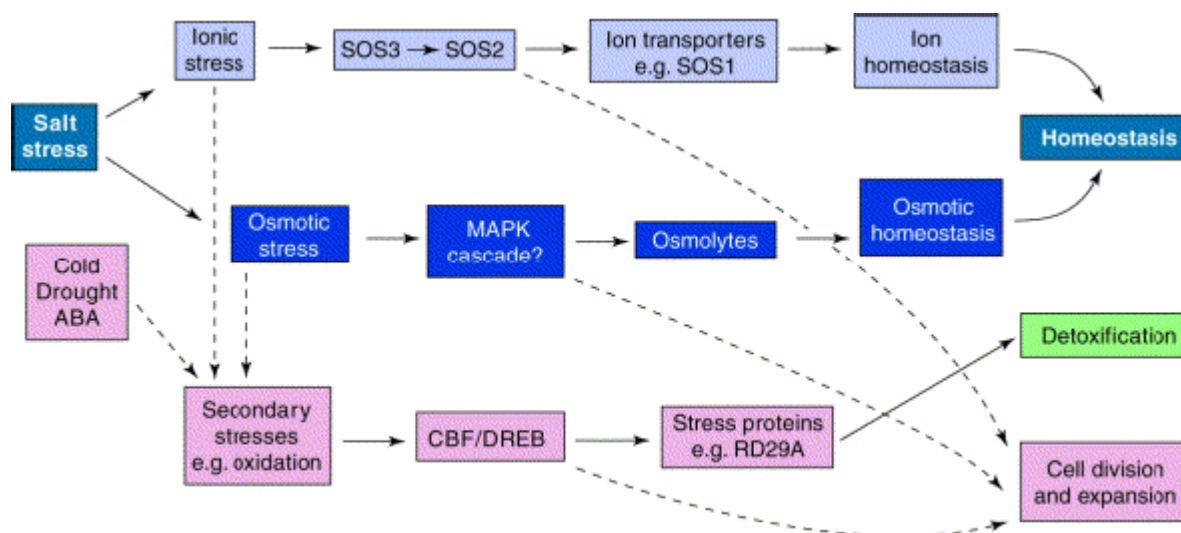 Ionic
stress
SOS3 → SOS2
Ion transporters
e.g. SOS1
Ion
homeostasis
Salt
stress
Homeostasis
Osmotic
stress
MAPK
cascade?
Osmolytes
Osmotic
homeostasis
Cold
Drought
ABA
Detoxification
Secondary
stresses
e.g. oxidation
CBF/DREB
Stress proteins
e.g. RD29A
Cell division
and expansion